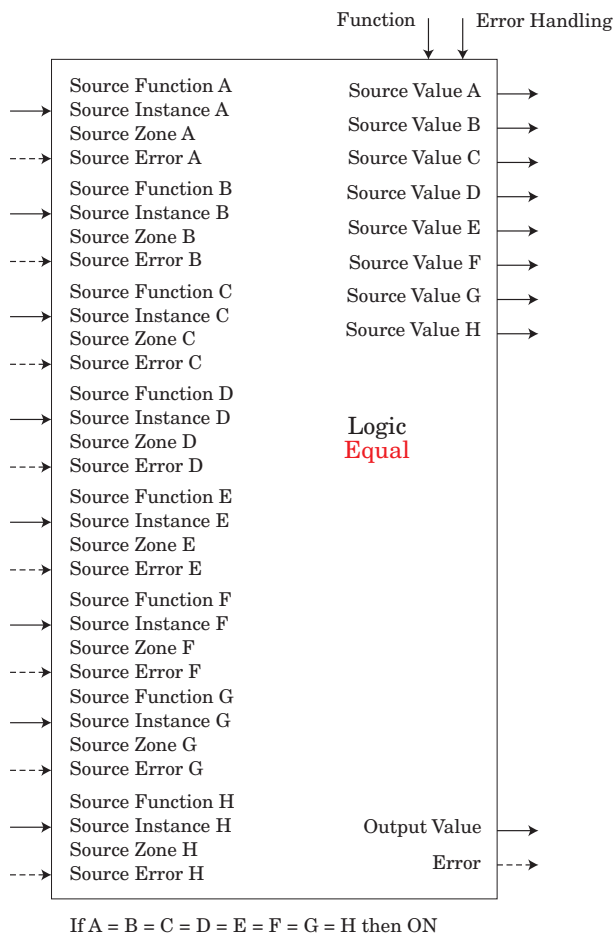 Function
Error Handling
Source Function A
Source Instance A
Source Zone A
Source Error A
Source Function B
Source Instance B
Source Zone B
Source Error B
Source Function C
Source Instance C
Source Zone C
Source Error C
Source Function D
Source Instance D
Source Zone D
Source Error D
Source Function E
Source Instance E
Source Zone E
Source Error E
Source Function F
Source Instance F
Source Zone F
Source Error F
Source Function G
Source Instance G
Source Zone G
Source Error G
Source Function H
Source Instance H
Source Zone H
Source Error H
Source Value A
Source Value B
Source Value C
Source Value D
Source Value E
Source Value F
Source Value G
Source Value H
Logic
Equal
Output Value
Error
If A = B = C = D = E = F = G = H then ON